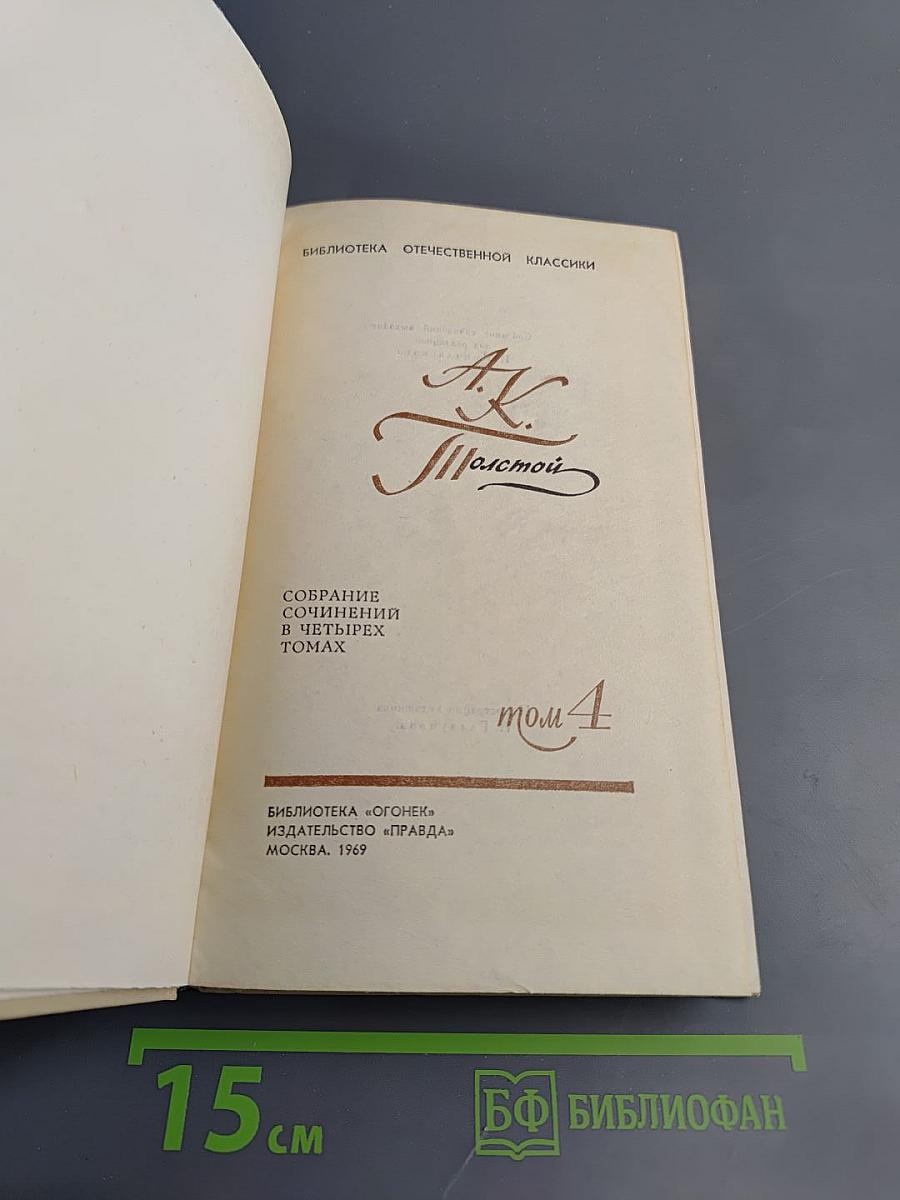 БИБЛИОТЕКА ОТЕЧЕСТВЕННОЙ КЛАССИКИ
А. К.
Толстой
СОБРАНИЕ
СОЧИНЕНИЙ
В ЧЕТЫРЕХ
ТОМАХ
том 4
БИБЛИОТЕКА «ОГОНЕК»
ИЗДАТЕЛЬСТВО «ПРАВДА»
МОСКВА. 1969
15 см
БФ БИБЛИОФАН